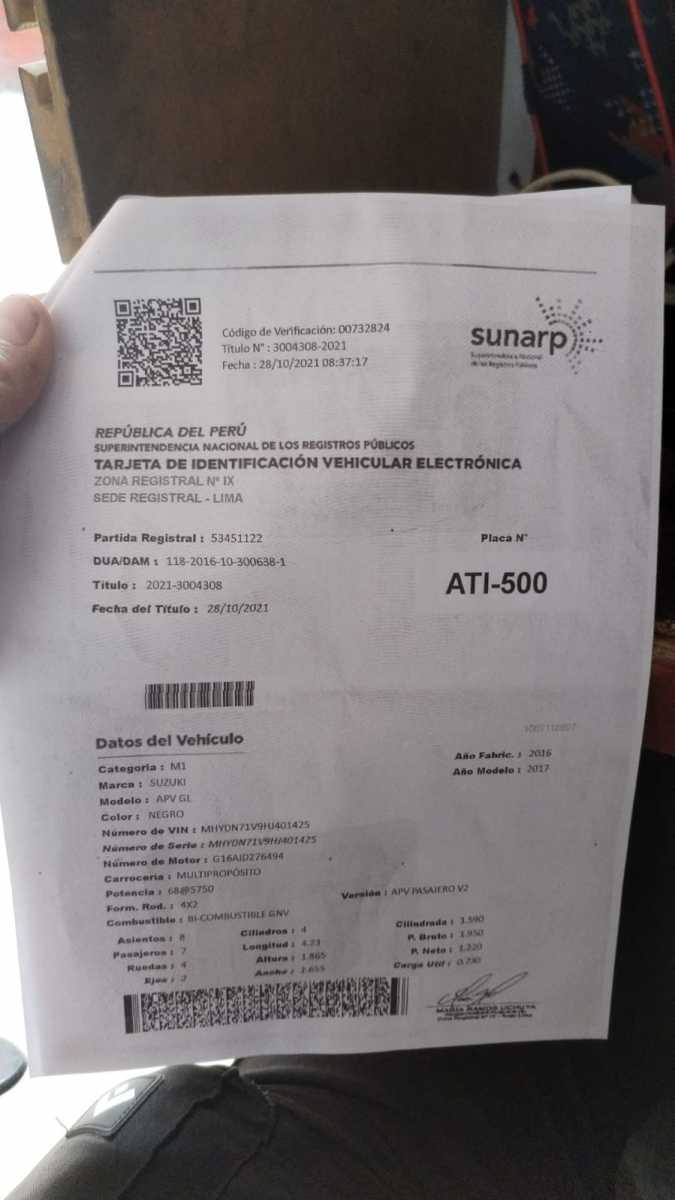 Código de Verificación: 00732824
Título N° : 3004308-2021
Fecha : 28/10/2021 08:37:17
sunarp
Superintendencia Nacional
de los Registros Públicos
REPÚBLICA DEL PERÚ
SUPERINTENDENCIA NACIONAL DE LOS REGISTROS PÚBLICOS
TARJETA DE IDENTIFICACIÓN VEHICULAR ELECTRÓNICA
ZONA REGISTRAL N° IX
SEDE REGISTRAL - LIMA
Partida Registral : 53451122
DUA/DAM : 118-2016-10-300638-1
Título : 2021-3004308
Fecha del Título : 28/10/2021
Placa N°
ATI-500
Datos del Vehículo
Categoria : M1
Marca : SUZUKI
Modelo : APV GL
Color : NEGRO
Número de VIN : MHYDN71V9HJ401425
Número de Serie : MHYDN71V9HJ401425
Número de Motor : G16AID276494
Carrocería : MULTIPROPÓSITO
Potencia : 68@5750
Form. Rod. : 4X2
Combustible : BI-COMBUSTIBLE GNV
Año Fabric. : 2016
Año Modelo : 2017
Versión : APV PASAJERO V2
Asientos : 8
Pasajeros : 7
Ruedas : 4
Ejes : 2
Cilindros : 4
Longitud : 4.23
Altura : 1.865
Ancho : 1.655
Cilindrada : 1.590
P. Bruto : 1.950
P. Neto : 1.220
Carga Util : 0.730